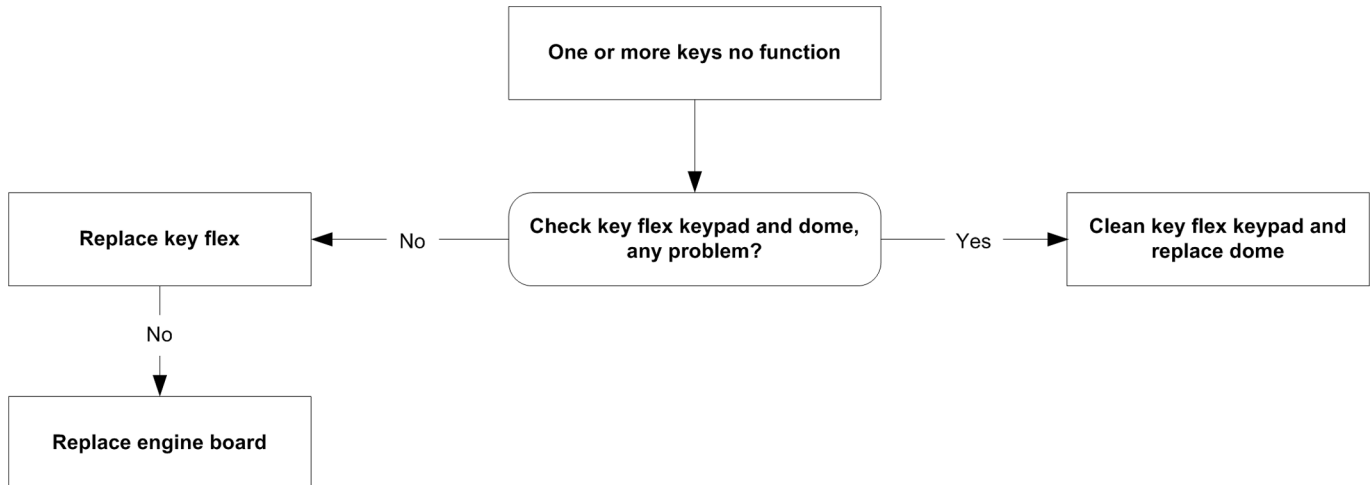 One or more keys no function
Replace key flex
No
Check key flex keypad and dome,
any problem?
Yes
Clean key flex keypad and
replace dome
No
Replace engine board